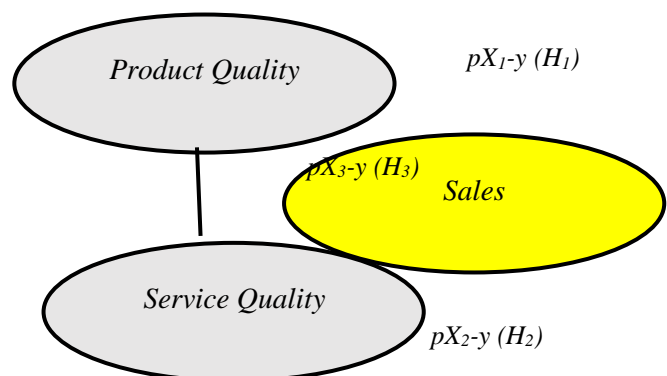 Product Quality
pX₁-y (H₁)
pX₃-y (H₃)
Sales
Service Quality
pX₂-y (H₂)